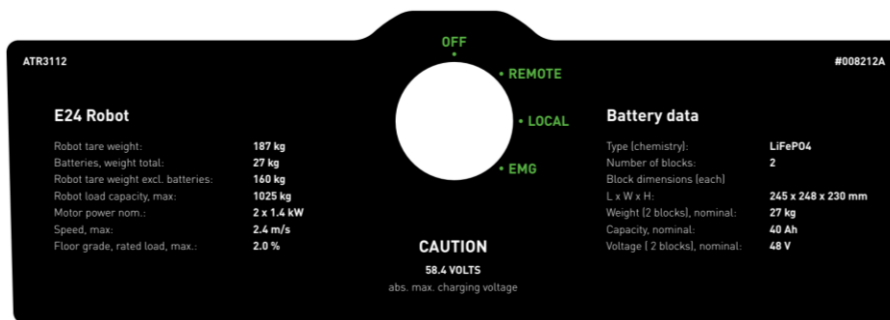 OFF
ATR3112
• REMOTE
#008212A
E24 Robot
• LOCAL
Battery data
Robot tare weight: 187 kg
Batteries, weight total: 27 kg
Robot tare weight excl. batteries: 160 kg
Robot load capacity, max: 1025 kg
Motor power nom.: 2 x 1.4 kW
Speed, max: 2.4 m/s
Floor grade, rated load, max.: 2.0 %
• EMG
Type (chemistry): LiFePO4
Number of blocks: 2
Block dimensions (each)
L x W x H: 245 x 248 x 230 mm
Weight (2 blocks), nominal: 27 kg
Capacity, nominal: 40 Ah
Voltage ( 2 blocks), nominal: 48 V
CAUTION
58.4 VOLTS
abs. max. charging voltage